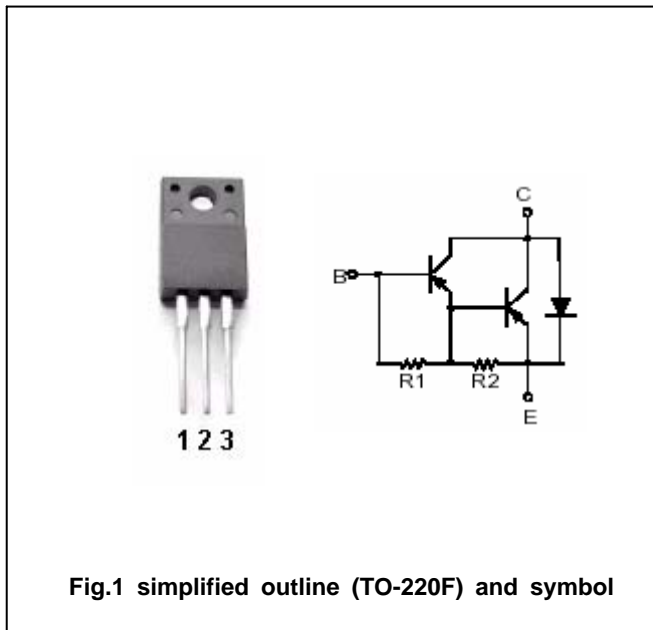 1 2 3
C
B
R1 R2
E
Fig.1 simplified outline (TO-220F) and symbol